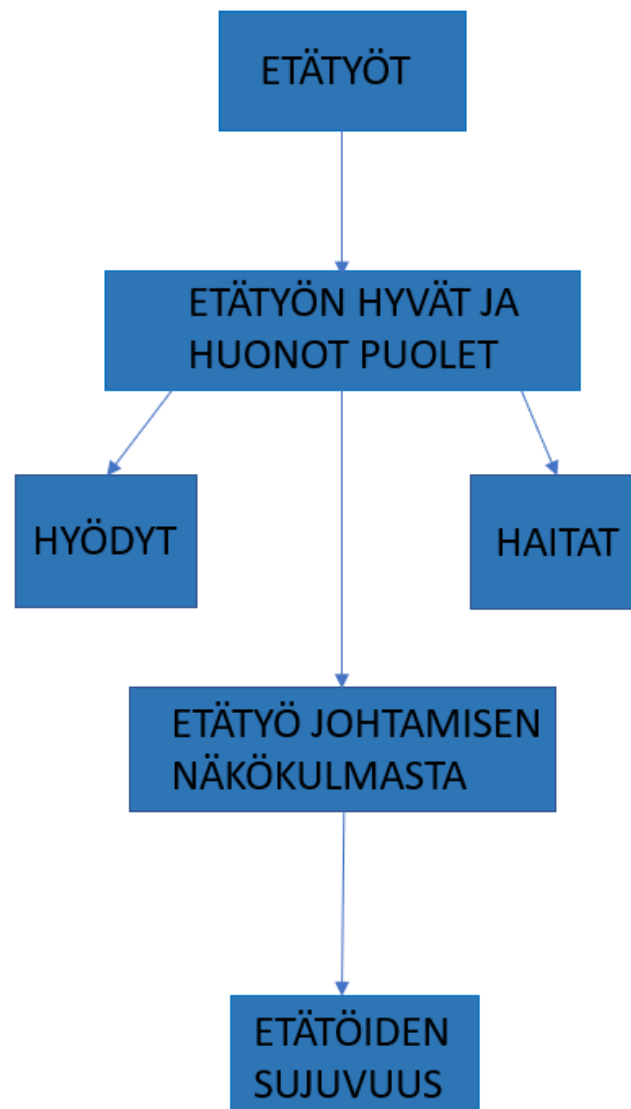 ETÄTYÖT
ETÄTYÖN HYVÄT JA
HUONOT PUOLET
HYÖDYT
HAITAT
ETÄTYÖ JOHTAMISEN
NÄKÖKULMASTA
ETÄTÖIDEN
SUJUVUUS